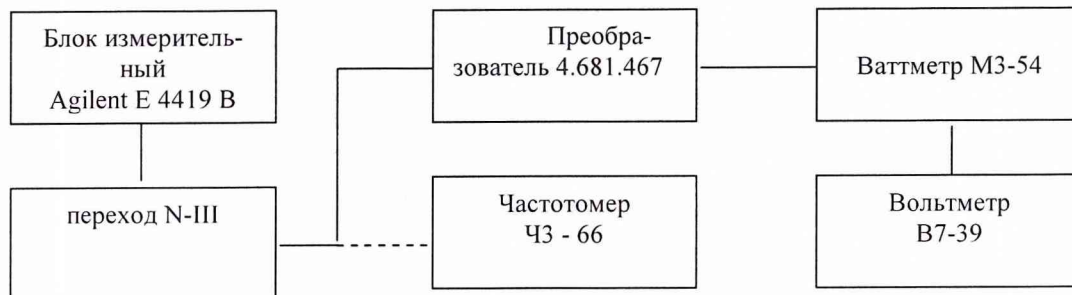 Блок измеритель-
ный
Agilent E 4419 B
Преобра-
зователь 4.681.467
Ваттметр М3-54
переход N-III
Частотомер
Ч3 - 66
Вольтметр
В7-39